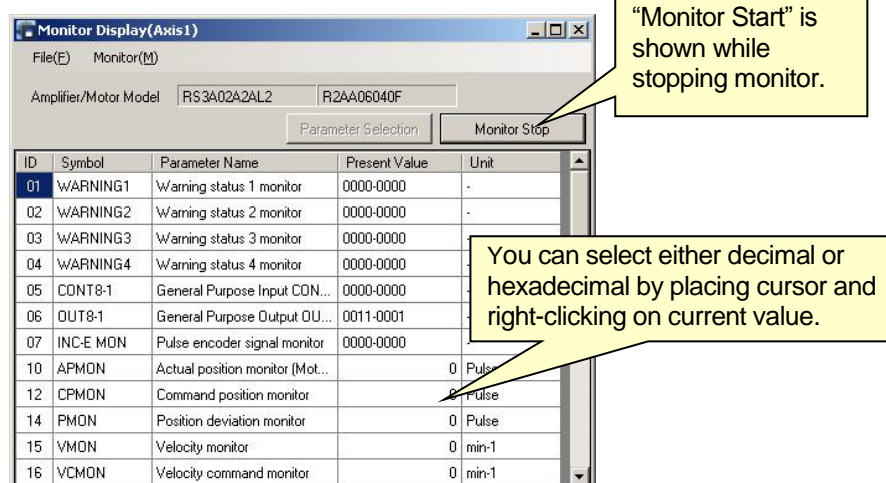 Monitor Display(Axis1)
"Monitor Start" is
shown while
stopping monitor.
File(F) Monitor(M)
Amplifier/Motor Model RS3A02A2AL2 R2AA06040F
Parameter Selection Monitor Stop
ID Symbol Parameter Name Present Value Unit
01 WARNING1 Warning status 1 monitor 0000-0000 -
02 WARNING2 Warning status 2 monitor 0000-0000 -
03 WARNING3 Warning status 3 monitor 0000-0000 -
04 WARNING4 Warning status 4 monitor 0000-0000
05 CONT8-1 General Purpose Input CON... 0000-0000
06 OUT8-1 General Purpose Output OU... 0011-0001
07 INC-E MON Pulse encoder signal monitor 0000-0000 -
You can select either decimal or
hexadecimal by placing cursor and
right-clicking on current value.
10 APMON Actual position monitor (Mot... 0 Pulse
12 CPMON Command position monitor 0 Pulse
14 PMON Position deviation monitor 0 Pulse
15 VMON Velocity monitor 0 min-1
16 VCMON Velocity command monitor 0 min-1